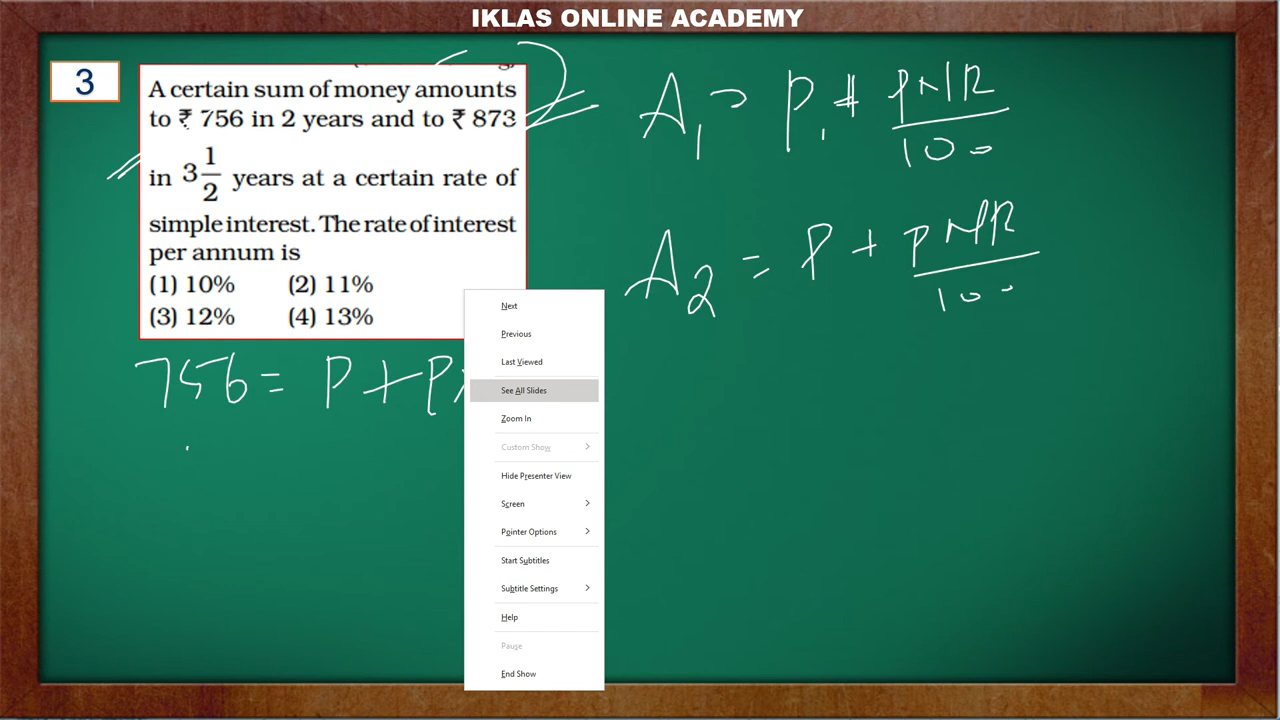 IKLAS ONLINE ACADEMY
3
A certain sum of money amounts
to ₹ 756 in 2 years and to ₹ 873
in 3 1/2 years at a certain rate of
simple interest. The rate of interest
per annum is
(1) 10% (2) 11%
(3) 12% (4) 13%
A1 = P1 + PNR/100
A2 = P + PNR/100
756 = P + P
Next
Previous
Last Viewed
See All Slides
Zoom In
Custom Show
Hide Presenter View
Screen
Pointer Options
Start Subtitles
Subtitle Settings
Help
Pause
End Show